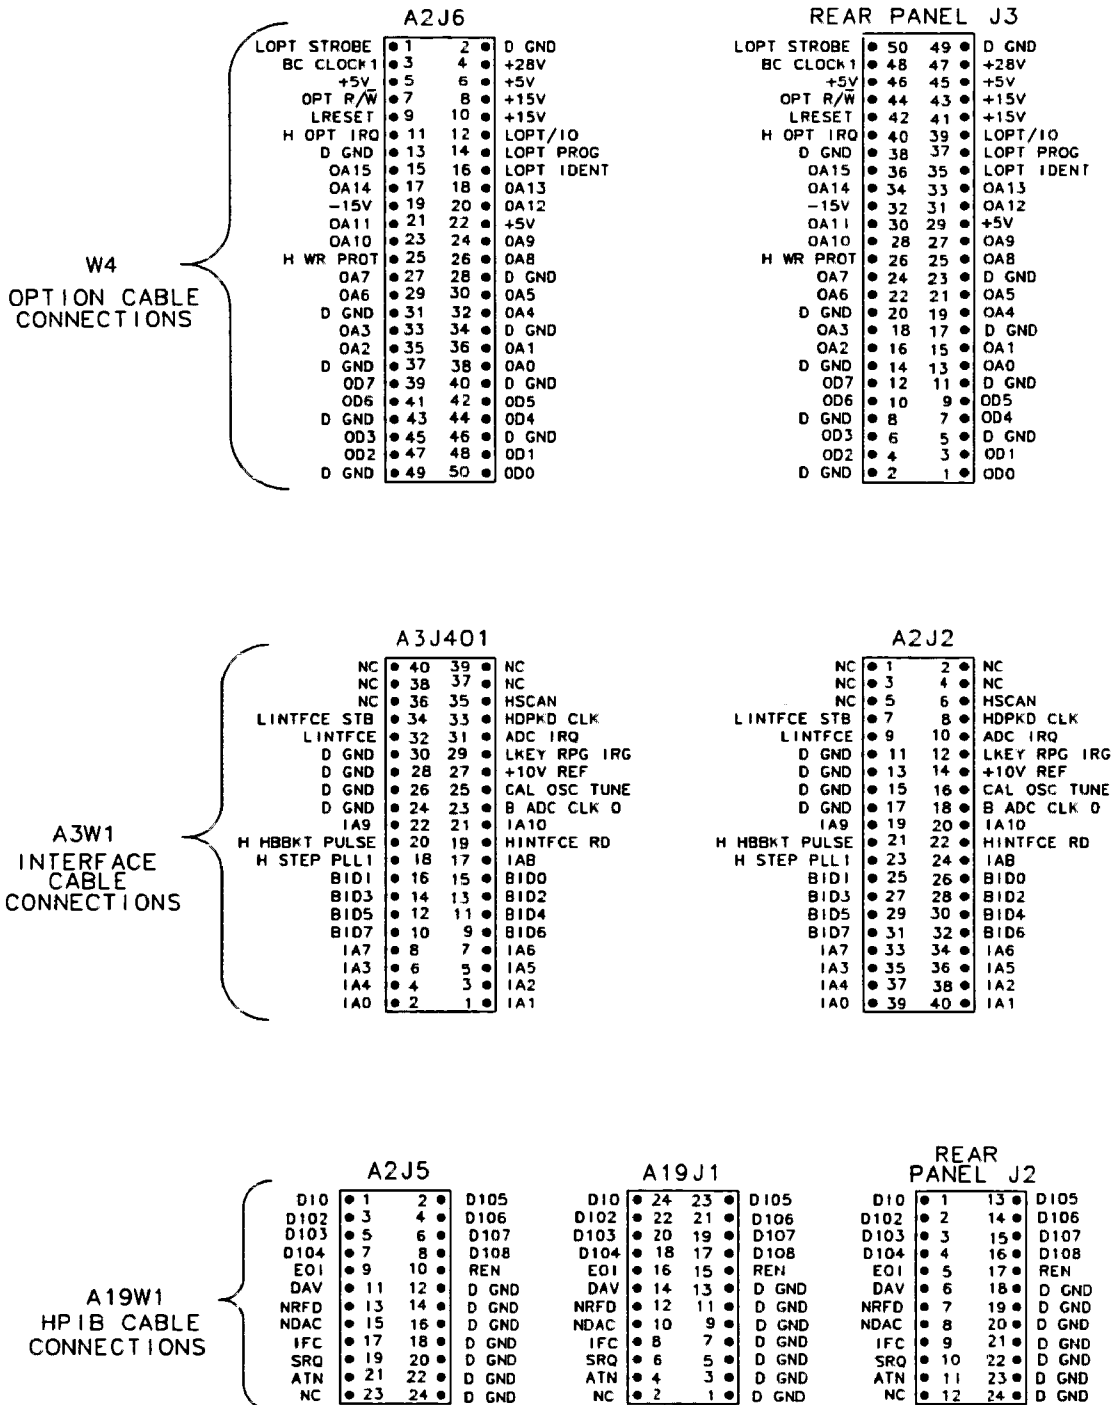 A2J6
LOPT STROBE 1 2 D GND
BC CLOCK1 3 4 +28V
+5V 5 6 +5V
OPT R/W̅ 7 8 +15V
LRESET 9 10 +15V
H OPT IRQ 11 12 LOPT/IO
D GND 13 14 LOPT PROG
OA15 15 16 LOPT IDENT
OA14 17 18 OA13
-15V 19 20 OA12
OA11 21 22 +5V
OA10 23 24 OA9
H WR PROT 25 26 OA8
OA7 27 28 D GND
OA6 29 30 OA5
D GND 31 32 OA4
OA3 33 34 D GND
OA2 35 36 OA1
D GND 37 38 OA0
OD7 39 40 D GND
OD6 41 42 OD5
D GND 43 44 OD4
OD3 45 46 D GND
OD2 47 48 OD1
D GND 49 50 OD0
REAR PANEL J3
LOPT STROBE 50 49 D GND
BC CLOCK1 48 47 +28V
+5V 46 45 +5V
OPT R/W̅ 44 43 +15V
LRESET 42 41 +15V
H OPT IRQ 40 39 LOPT/IO
D GND 38 37 LOPT PROG
OA15 36 35 LOPT IDENT
OA14 34 33 OA13
-15V 32 31 OA12
OA11 30 29 +5V
OA10 28 27 OA9
H WR PROT 26 25 OA8
OA7 24 23 D GND
OA6 22 21 OA5
D GND 20 19 OA4
OA3 18 17 D GND
OA2 16 15 OA1
D GND 14 13 OA0
OD7 12 11 D GND
OD6 10 9 OD5
D GND 8 7 OD4
OD3 6 5 D GND
OD2 4 3 OD1
D GND 2 1 OD0
W4
OPTION CABLE
CONNECTIONS
A3J401
NC 40 39 NC
NC 38 37 NC
NC 36 35 HSCAN
LINTFCE STB 34 33 HDPKD CLK
LINTFCE 32 31 ADC IRQ
D GND 30 29 LKEY RPG IRG
D GND 28 27 +10V REF
D GND 26 25 CAL OSC TUNE
D GND 24 23 B ADC CLK 0
IA9 22 21 IA10
H HBBKT PULSE 20 19 HINTFCE RD
H STEP PLL1 18 17 IA8
BID1 16 15 BID0
BID3 14 13 BID2
BID5 12 11 BID4
BID7 10 9 BID6
IA7 8 7 IA6
IA3 6 5 IA5
IA4 4 3 IA2
IA0 2 1 IA1
A2J2
NC 1 2 NC
NC 3 4 NC
NC 5 6 HSCAN
LINTFCE STB 7 8 HDPKD CLK
LINTFCE 9 10 ADC IRQ
D GND 11 12 LKEY RPG IRG
D GND 13 14 +10V REF
D GND 15 16 CAL OSC TUNE
D GND 17 18 B ADC CLK 0
IA9 19 20 IA10
H HBBKT PULSE 21 22 HINTFCE RD
H STEP PLL1 23 24 IA8
BID1 25 26 BID0
BID3 27 28 BID2
BID5 29 30 BID4
BID7 31 32 BID6
IA7 33 34 IA6
IA3 35 36 IA5
IA4 37 38 IA2
IA0 39 40 IA1
A3W1
INTERFACE
CABLE
CONNECTIONS
A2J5
DIO 1 2 DIO5
DIO2 3 4 DIO6
DIO3 5 6 DIO7
DIO4 7 8 DIO8
EOI 9 10 REN
DAV 11 12 D GND
NRFD 13 14 D GND
NDAC 15 16 D GND
IFC 17 18 D GND
SRQ 19 20 D GND
ATN 21 22 D GND
NC 23 24 D GND
A19J1
DIO 24 23 DIO5
DIO2 22 21 DIO6
DIO3 20 19 DIO7
DIO4 18 17 DIO8
EOI 16 15 REN
DAV 14 13 D GND
NRFD 12 11 D GND
NDAC 10 9 D GND
IFC 8 7 D GND
SRQ 6 5 D GND
ATN 4 3 D GND
NC 2 1 D GND
REAR
PANEL J2
DIO 1 13 DIO5
DIO2 2 14 DIO6
DIO3 3 15 DIO7
DIO4 4 16 DIO8
EOI 5 17 REN
DAV 6 18 D GND
NRFD 7 19 D GND
NDAC 8 20 D GND
IFC 9 21 D GND
SRQ 10 22 D GND
ATN 11 23 D GND
NC 12 24 D GND
A19W1
HPIB CABLE
CONNECTIONS